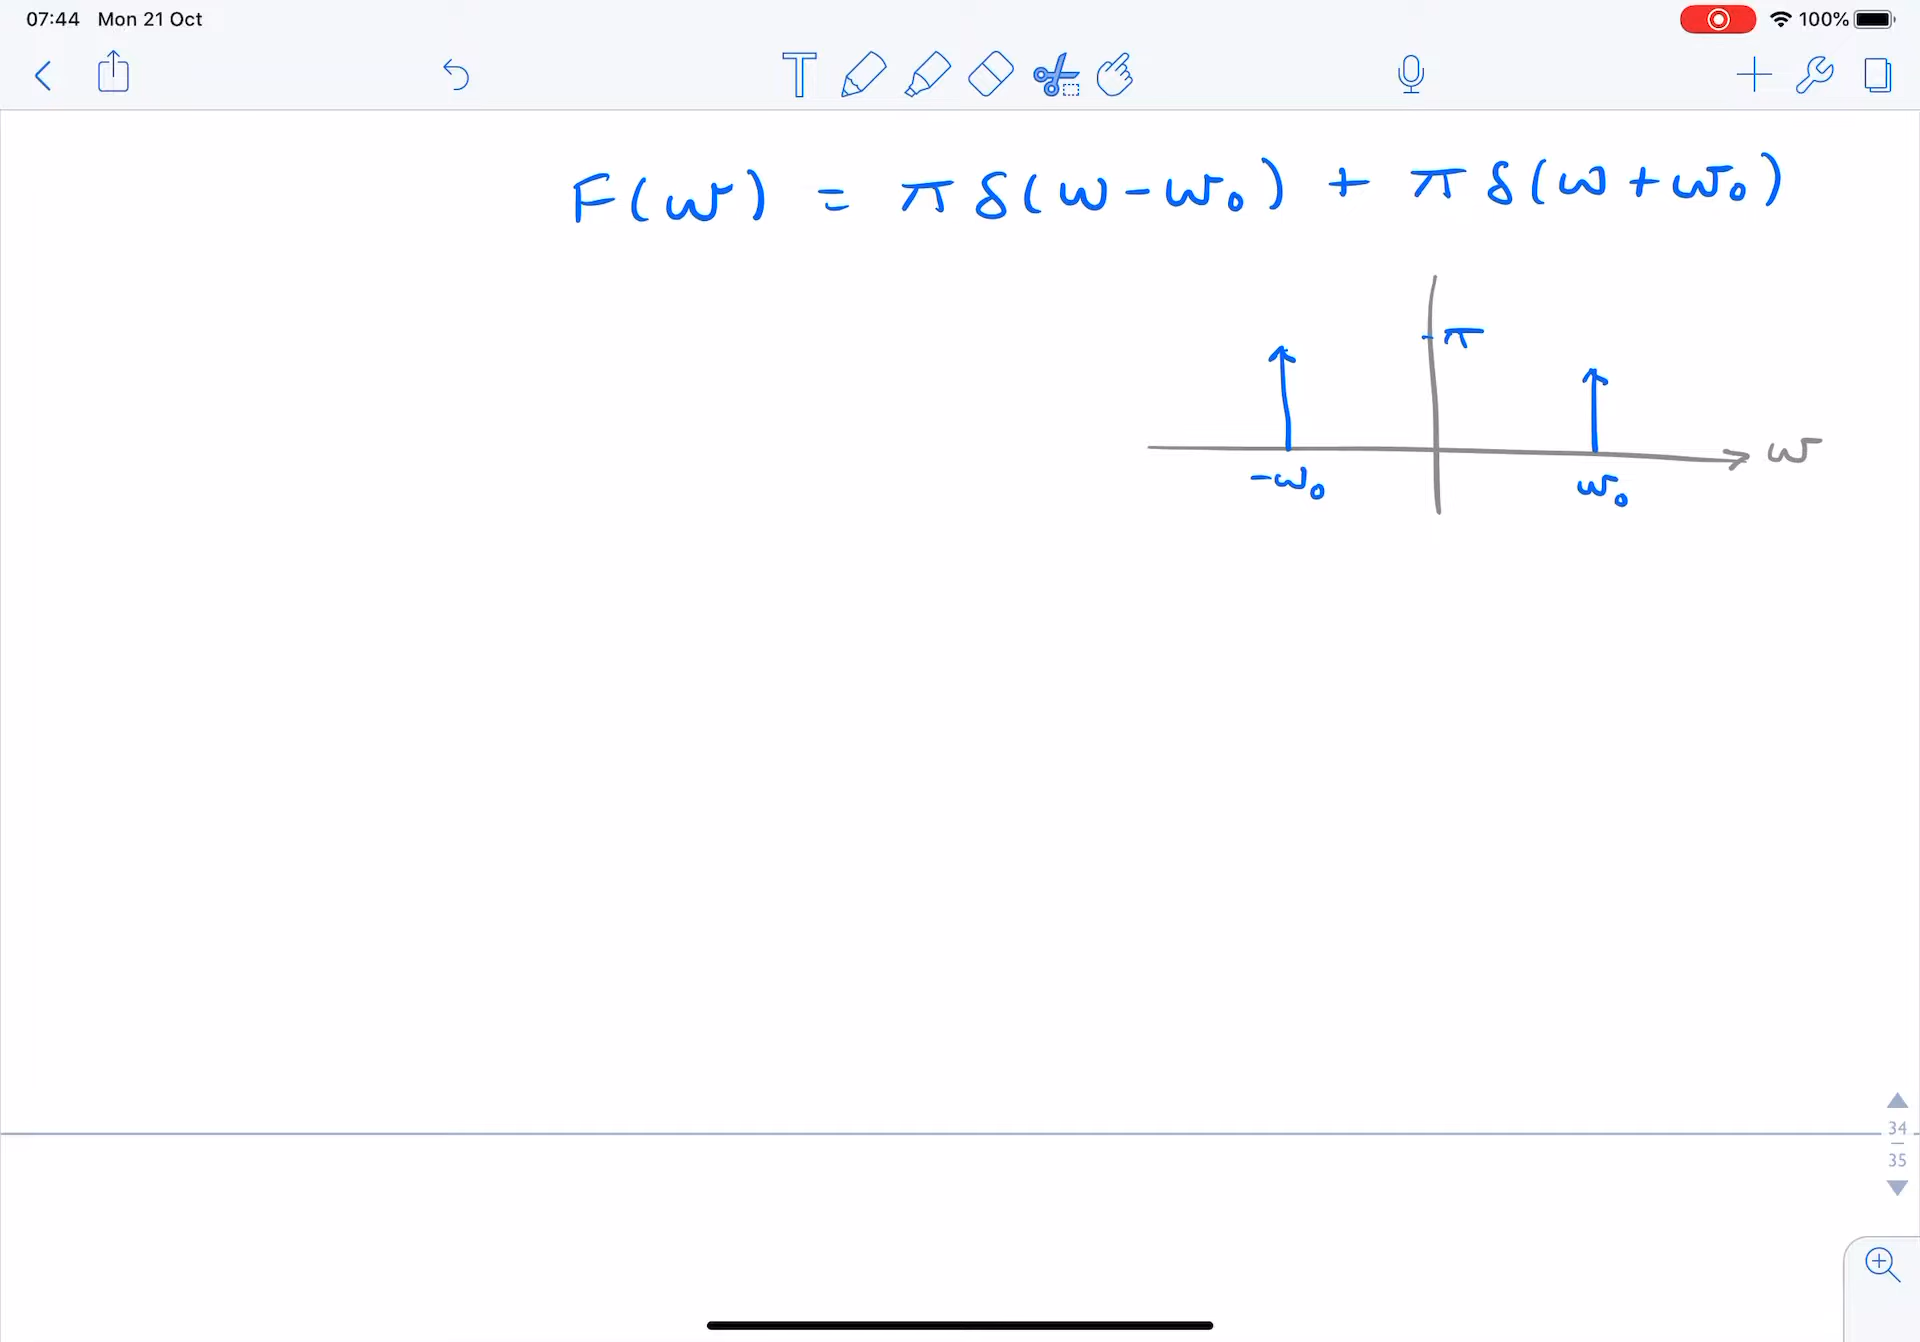 07:44 Mon 21 Oct 100%
T
F(ω) = π δ(ω-ω₀) + π δ(ω+ω₀)
π
ω
-ω₀ ω₀
34
35